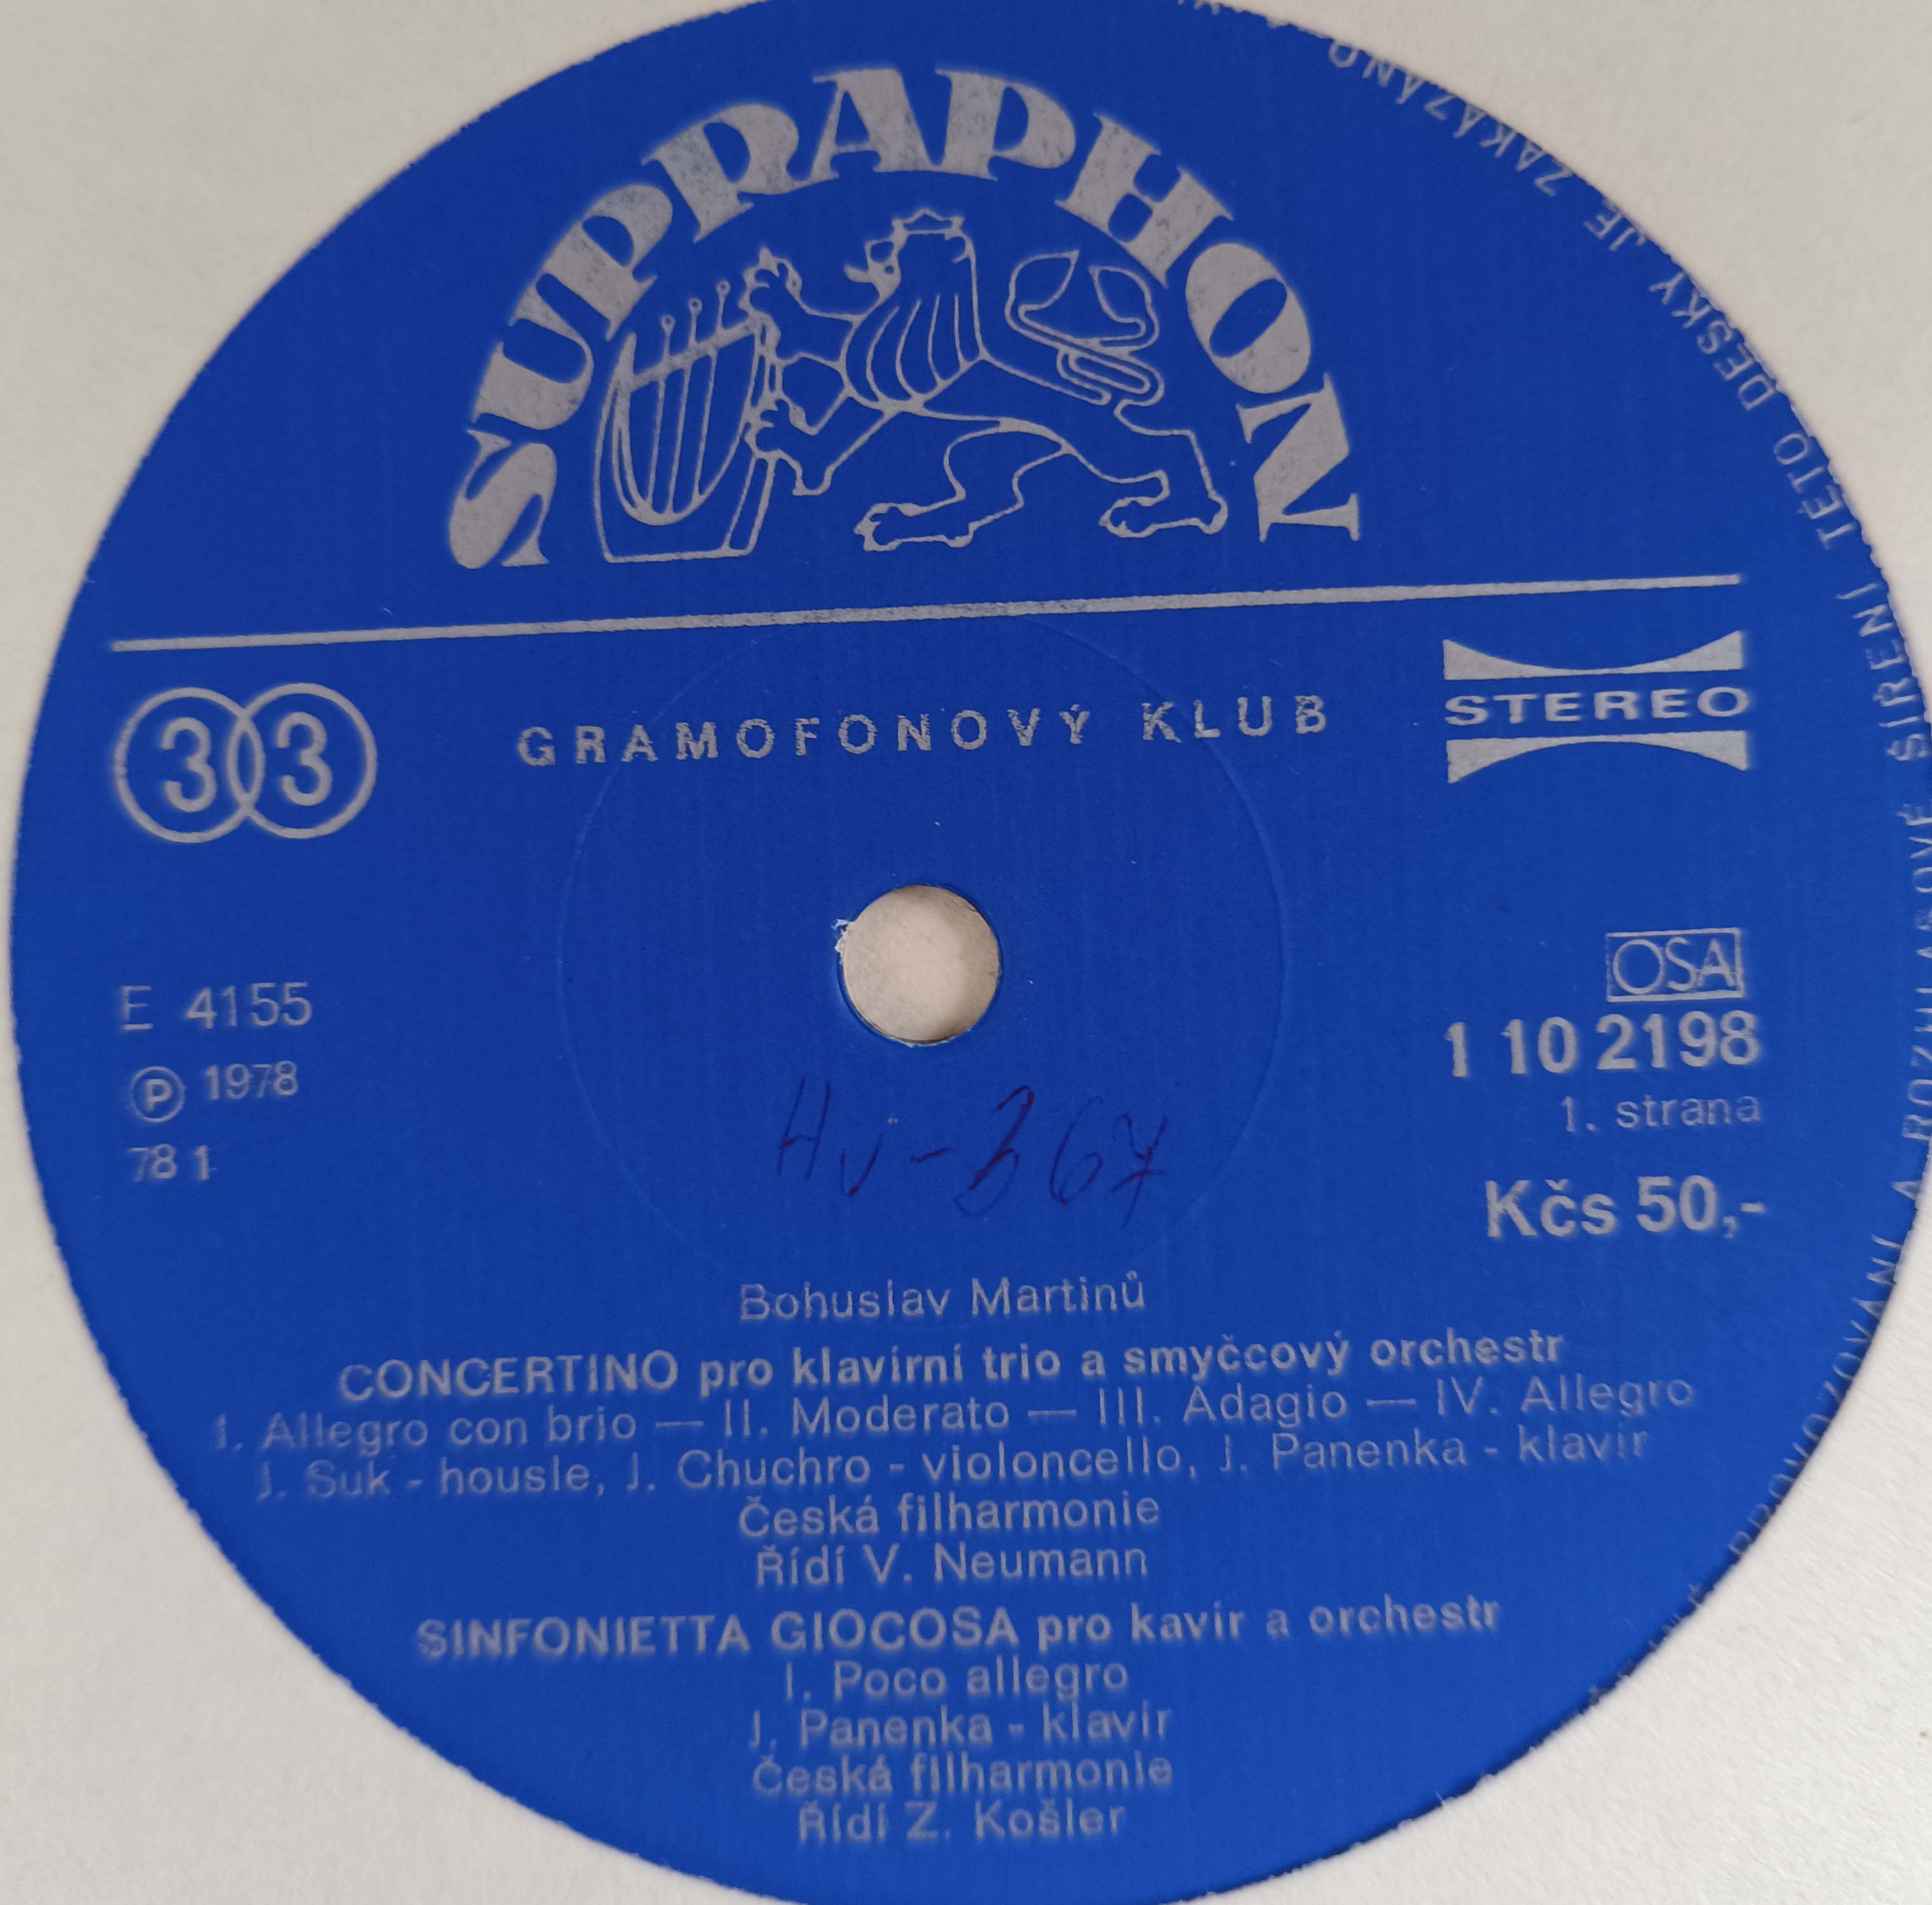 SUPRAPHON
33
GRAMOFONOVÝ KLUB
STEREO
OSA
E 4155
1 10 2198
Ⓟ 1978
1. strana
78 1
Kčs 50,-
Bohuslav Martinů
CONCERTINO pro klavírní trio a smyčcový orchestr
I. Allegro con brio — II. Moderato — III. Adagio — IV. Allegro
J. Suk - housle, J. Chuchro - violoncello, J. Panenka - klavír
Česká filharmonie
Řídí V. Neumann
SINFONIETTA GIOCOSA pro kavír a orchestr
I. Poco allegro
J. Panenka - klavír
Česká filharmonie
Řídí Z. Košler
A ROZHLASOVÉ ŠÍŘENÍ TÉTO DESKY JE ZAKÁZÁNO